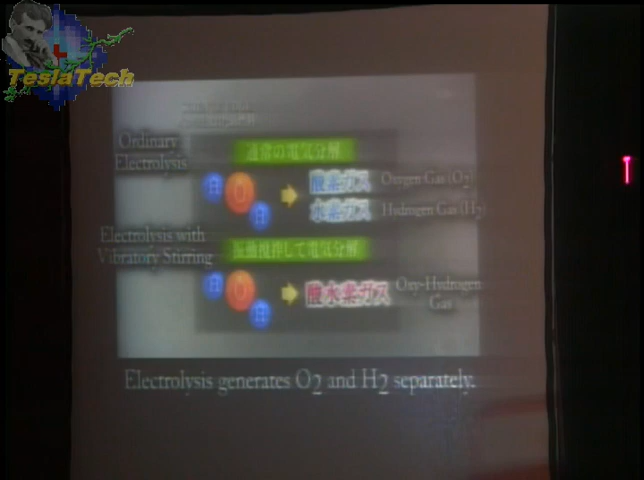 TeslaTech
Ordinary
Electrolysis
通常の電気分解
H O H
酸素ガス Oxygen Gas (O2)
水素ガス Hydrogen Gas (H2)
Electrolysis with
Vibratory Stirring
振動撹拌して電気分解
H O H
酸水素ガス
Oxy-Hydrogen
Gas
Electrolysis generates O2 and H2 separately.